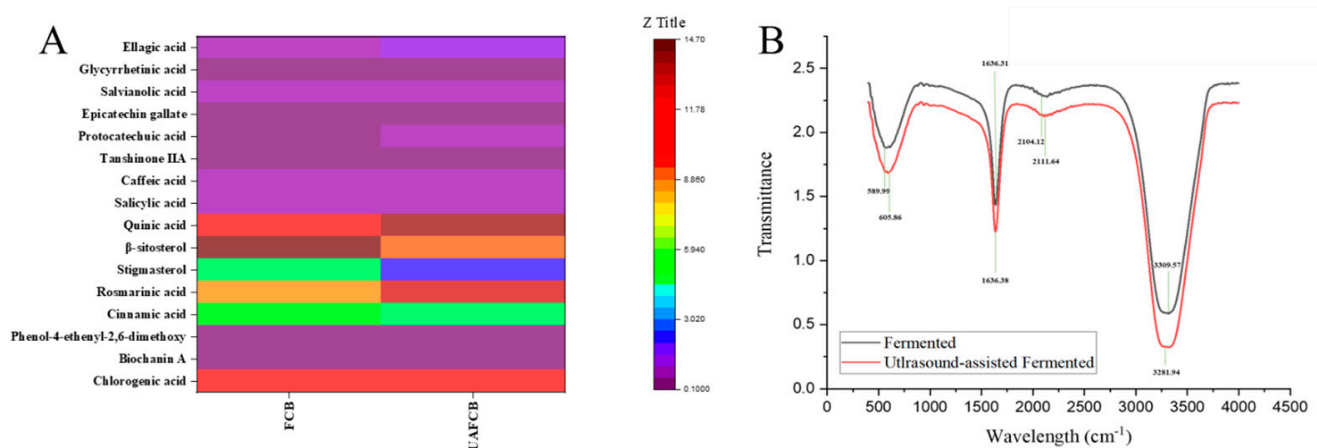 A
Ellagic acid
Glycyrrhetinic acid
Salvianolic acid
Epicatechin gallate
Protocatechuic acid
Tanshinone IIA
Caffeic acid
Salicylic acid
Quinic acid
β-sitosterol
Stigmasterol
Rosmarinic acid
Cinnamic acid
Phenol-4-ethenyl-2,6-dimethoxy
Biochanin A
Chlorogenic acid
FCB
UAFCB
Z Title
14.70
11.78
8.860
5.940
3.020
0.1000
B
Transmittance
2.5
2.0
1.5
1.0
0.5
0.0
1636.31
2104.12
2111.64
589.99
605.86
3309.57
1636.38
3281.94
Fermented
Utlrasound-assisted Fermented
0 500 1000 1500 2000 2500 3000 3500 4000 4500
Wavelength (cm⁻¹)